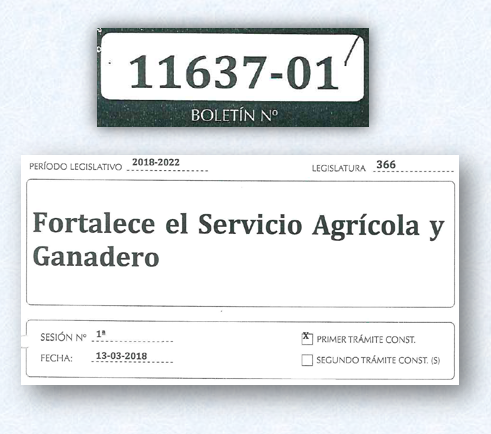 11637-01
BOLETÍN Nº
PERÍODO LEGISLATIVO 2018-2022
LEGISLATURA 366
Fortalece el Servicio Agrícola y
Ganadero
SESIÓN Nº 1ª
X PRIMER TRÁMITE CONST.
FECHA: 13-03-2018
SEGUNDO TRÁMITE CONST. (S)